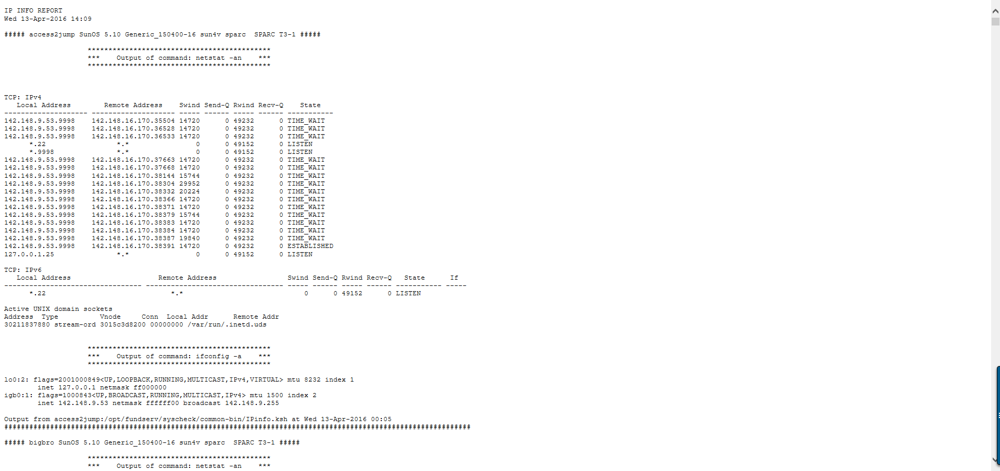 IP INFO REPORT
Wed 13-Apr-2016 14:09
##### access2jump SunOS 5.10 Generic_150400-16 sun4v sparc  SPARC T3-1 #####
                    ********************************************
                    ***    Output of command: netstat -an    ***
                    ********************************************
TCP: IPv4
   Local Address        Remote Address    Swind Send-Q Rwind Recv-Q    State
-------------------- -------------------- ----- ------ ----- ------ -----------
142.148.9.53.9998    142.148.16.170.35504 14720      0 49232      0 TIME_WAIT
142.148.9.53.9998    142.148.16.170.36528 14720      0 49232      0 TIME_WAIT
142.148.9.53.9998    142.148.16.170.36533 14720      0 49232      0 TIME_WAIT
      *.22                 *.*                0      0 49152      0 LISTEN
      *.9998               *.*                0      0 49152      0 LISTEN
142.148.9.53.9998    142.148.16.170.37663 14720      0 49232      0 TIME_WAIT
142.148.9.53.9998    142.148.16.170.37668 14720      0 49232      0 TIME_WAIT
142.148.9.53.9998    142.148.16.170.38144 15744      0 49232      0 TIME_WAIT
142.148.9.53.9998    142.148.16.170.38304 29952      0 49232      0 TIME_WAIT
142.148.9.53.9998    142.148.16.170.38332 20224      0 49232      0 TIME_WAIT
142.148.9.53.9998    142.148.16.170.38366 14720      0 49232      0 TIME_WAIT
142.148.9.53.9998    142.148.16.170.38371 14720      0 49232      0 TIME_WAIT
142.148.9.53.9998    142.148.16.170.38379 15744      0 49232      0 TIME_WAIT
142.148.9.53.9998    142.148.16.170.38383 14720      0 49232      0 TIME_WAIT
142.148.9.53.9998    142.148.16.170.38384 14720      0 49232      0 TIME_WAIT
142.148.9.53.9998    142.148.16.170.38387 19840      0 49232      0 TIME_WAIT
142.148.9.53.9998    142.148.16.170.38391 14720      0 49232      0 ESTABLISHED
127.0.0.1.25               *.*                0      0 49152      0 LISTEN
TCP: IPv6
   Local Address                     Remote Address                 Swind Send-Q Rwind Recv-Q   State      If
--------------------------------- --------------------------------- ----- ------ ----- ------ ----------- -----
      *.22                              *.*                             0      0 49152      0 LISTEN
Active UNIX domain sockets
Address  Type          Vnode     Conn  Local Addr      Remote Addr
30211837880 stream-ord 3015c3d8200 00000000 /var/run/.inetd.uds
                    ********************************************
                    ***    Output of command: ifconfig -a    ***
                    ********************************************
lo0:2: flags=2001000849<UP,LOOPBACK,RUNNING,MULTICAST,IPv4,VIRTUAL> mtu 8232 index 1
        inet 127.0.0.1 netmask ff000000
igb0:1: flags=1000843<UP,BROADCAST,RUNNING,MULTICAST,IPv4> mtu 1500 index 2
        inet 142.148.9.53 netmask ffffff00 broadcast 142.148.9.255
Output from access2jump:/opt/fundserv/syscheck/common-bin/IPinfo.ksh at Wed 13-Apr-2016 00:05
################################################################################################################
##### bigbro SunOS 5.10 Generic_150400-16 sun4v sparc  SPARC T3-1 #####
                    ********************************************
                    ***    Output of command: netstat -an    ***